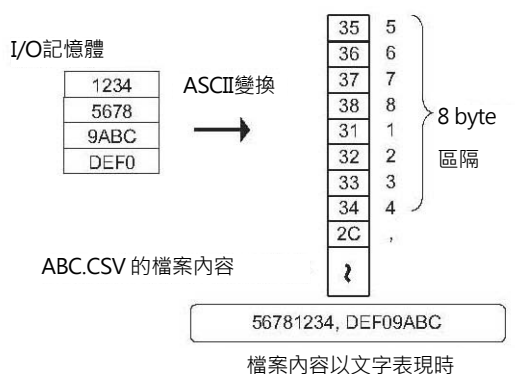 I/O記憶體
1234
5678
9ABC
DEF0
ASCII變換
35 5
36 6
37 7
38 8
31 1
32 2
33 3
34 4
2C ,
≀
8 byte
區隔
ABC.CSV 的檔案內容
56781234, DEF09ABC
檔案內容以文字表現時